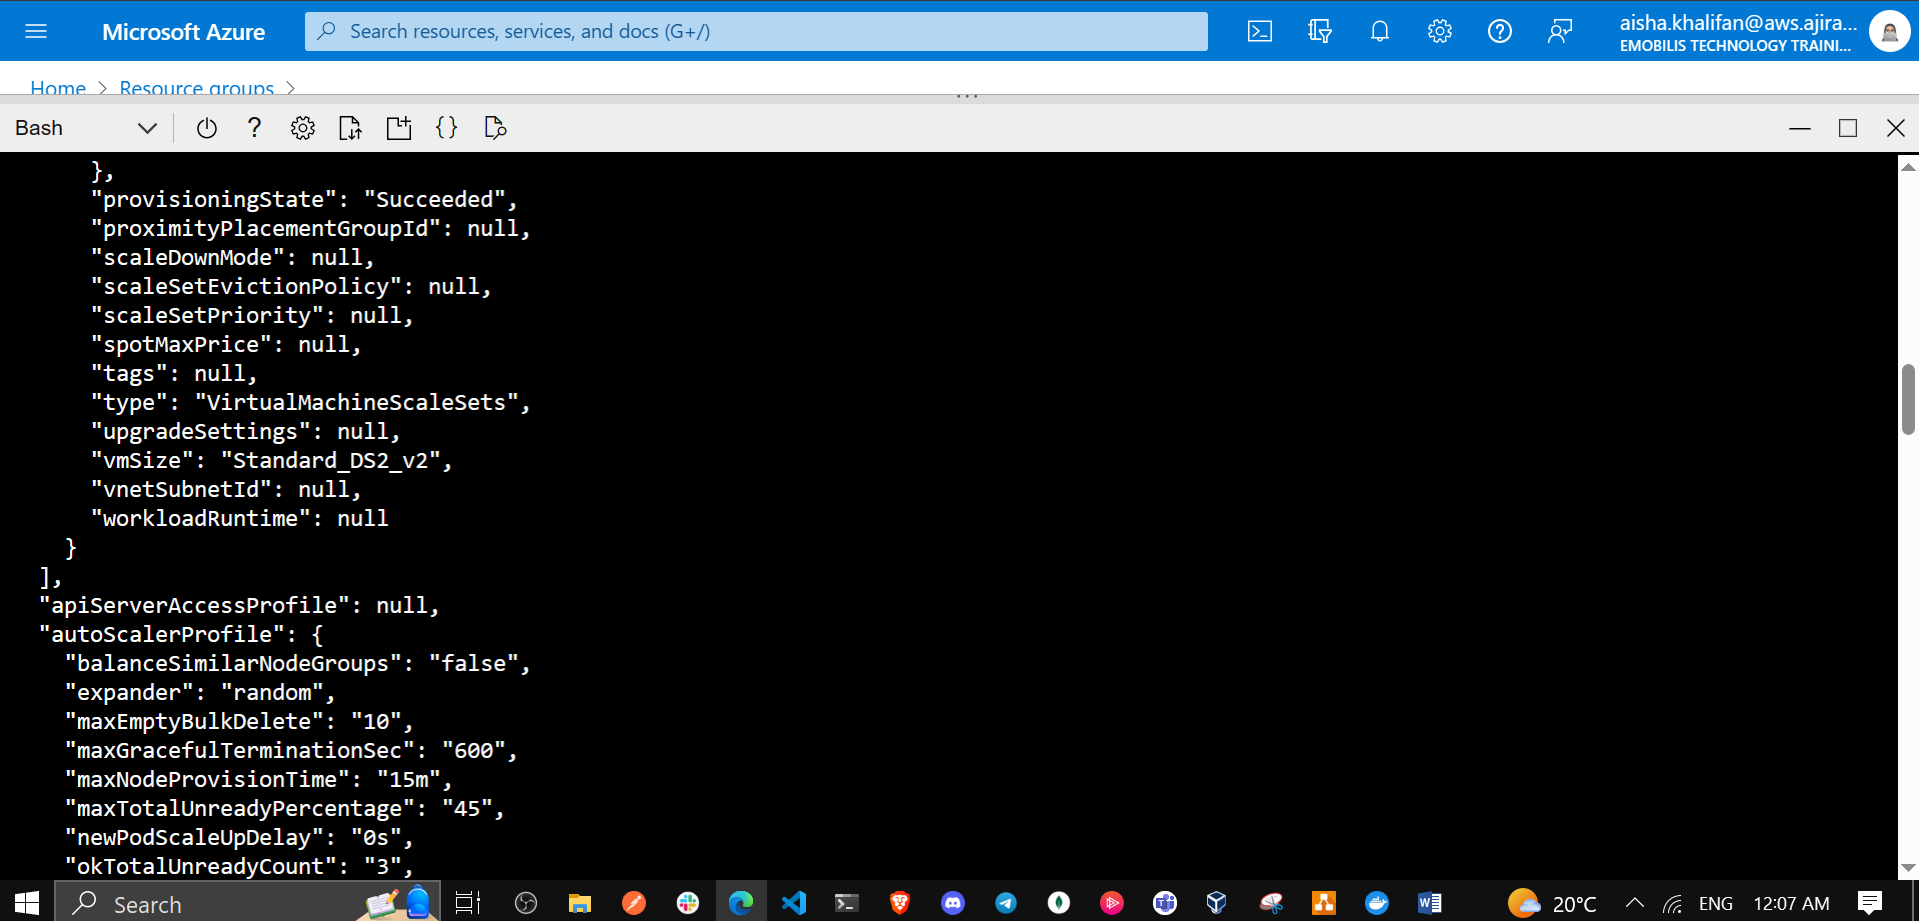 Microsoft Azure
Search resources, services, and docs (G+/)
aisha.khalifan@aws.ajira...
EMOBILIS TECHNOLOGY TRAINI...
Home > Resource groups >
...
Bash
},
"provisioningState": "Succeeded",
"proximityPlacementGroupId": null,
"scaleDownMode": null,
"scaleSetEvictionPolicy": null,
"scaleSetPriority": null,
"spotMaxPrice": null,
"tags": null,
"type": "VirtualMachineScaleSets",
"upgradeSettings": null,
"vmSize": "Standard_DS2_v2",
"vnetSubnetId": null,
"workloadRuntime": null
}
],
"apiServerAccessProfile": null,
"autoScalerProfile": {
"balanceSimilarNodeGroups": "false",
"expander": "random",
"maxEmptyBulkDelete": "10",
"maxGracefulTerminationSec": "600",
"maxNodeProvisionTime": "15m",
"maxTotalUnreadyPercentage": "45",
"newPodScaleUpDelay": "0s",
"okTotalUnreadyCount": "3",
Search
20°C
ENG
12:07 AM